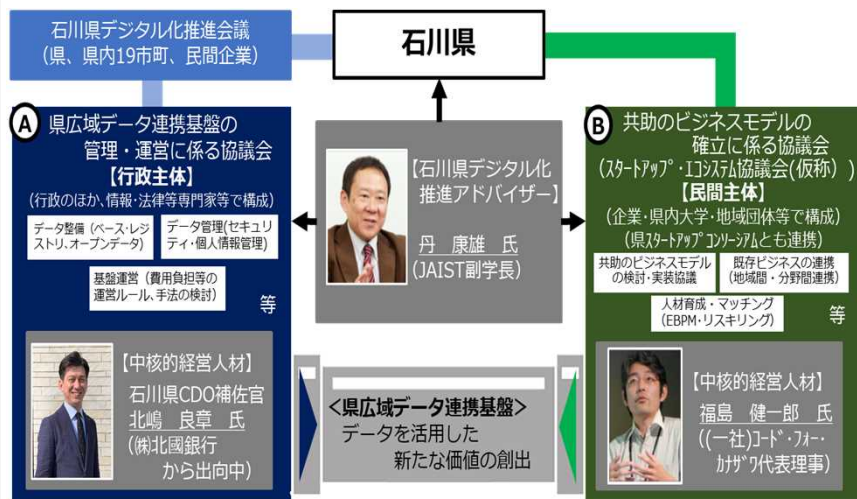 石川県デジタル化推進会議
(県、県内19市町、民間企業)
石川県
A
県広域データ連携基盤の
管理・運営に係る協議会
【行政主体】
(行政のほか、情報・法律等専門家等で構成)
データ整備（ベース・レジ
ストリ、オープンデータ)
データ管理(セキュリ
ティ・個人情報管理)
基盤運営（費用負担等の
運営ルール、手法の検討）
等
【中核的経営人材】
石川県CDO補佐官
北嶋 良章 氏
(㈱北國銀行
から出向中)
【石川県デジタル化
推進アドバイザー】
丹 康雄 氏
(JAIST副学長)
<県広域データ連携基盤>
データを活用した
新たな価値の創出
B
共助のビジネスモデルの
確立に係る協議会
(ｽﾀｰﾄｱｯﾌﾟ・ｴｺｼｽﾃﾑ協議会(仮称) )
【民間主体】
(企業・県内大学・地域団体等で構成)
(県ｽﾀｰﾄｱｯﾌﾟｺﾝｿｰｼｱﾑとも連携)
共助のビジネスモデル
の検討・実装協議
既存ビジネスの連携
(地域間・分野間連携)
人材育成・マッチング
（EBPM・リスキリング）
等
【中核的経営人材】
福島 健一郎 氏
((一社)ｺｰﾄﾞ・ﾌｫｰ・
ｶﾅｻﾞﾜ代表理事)